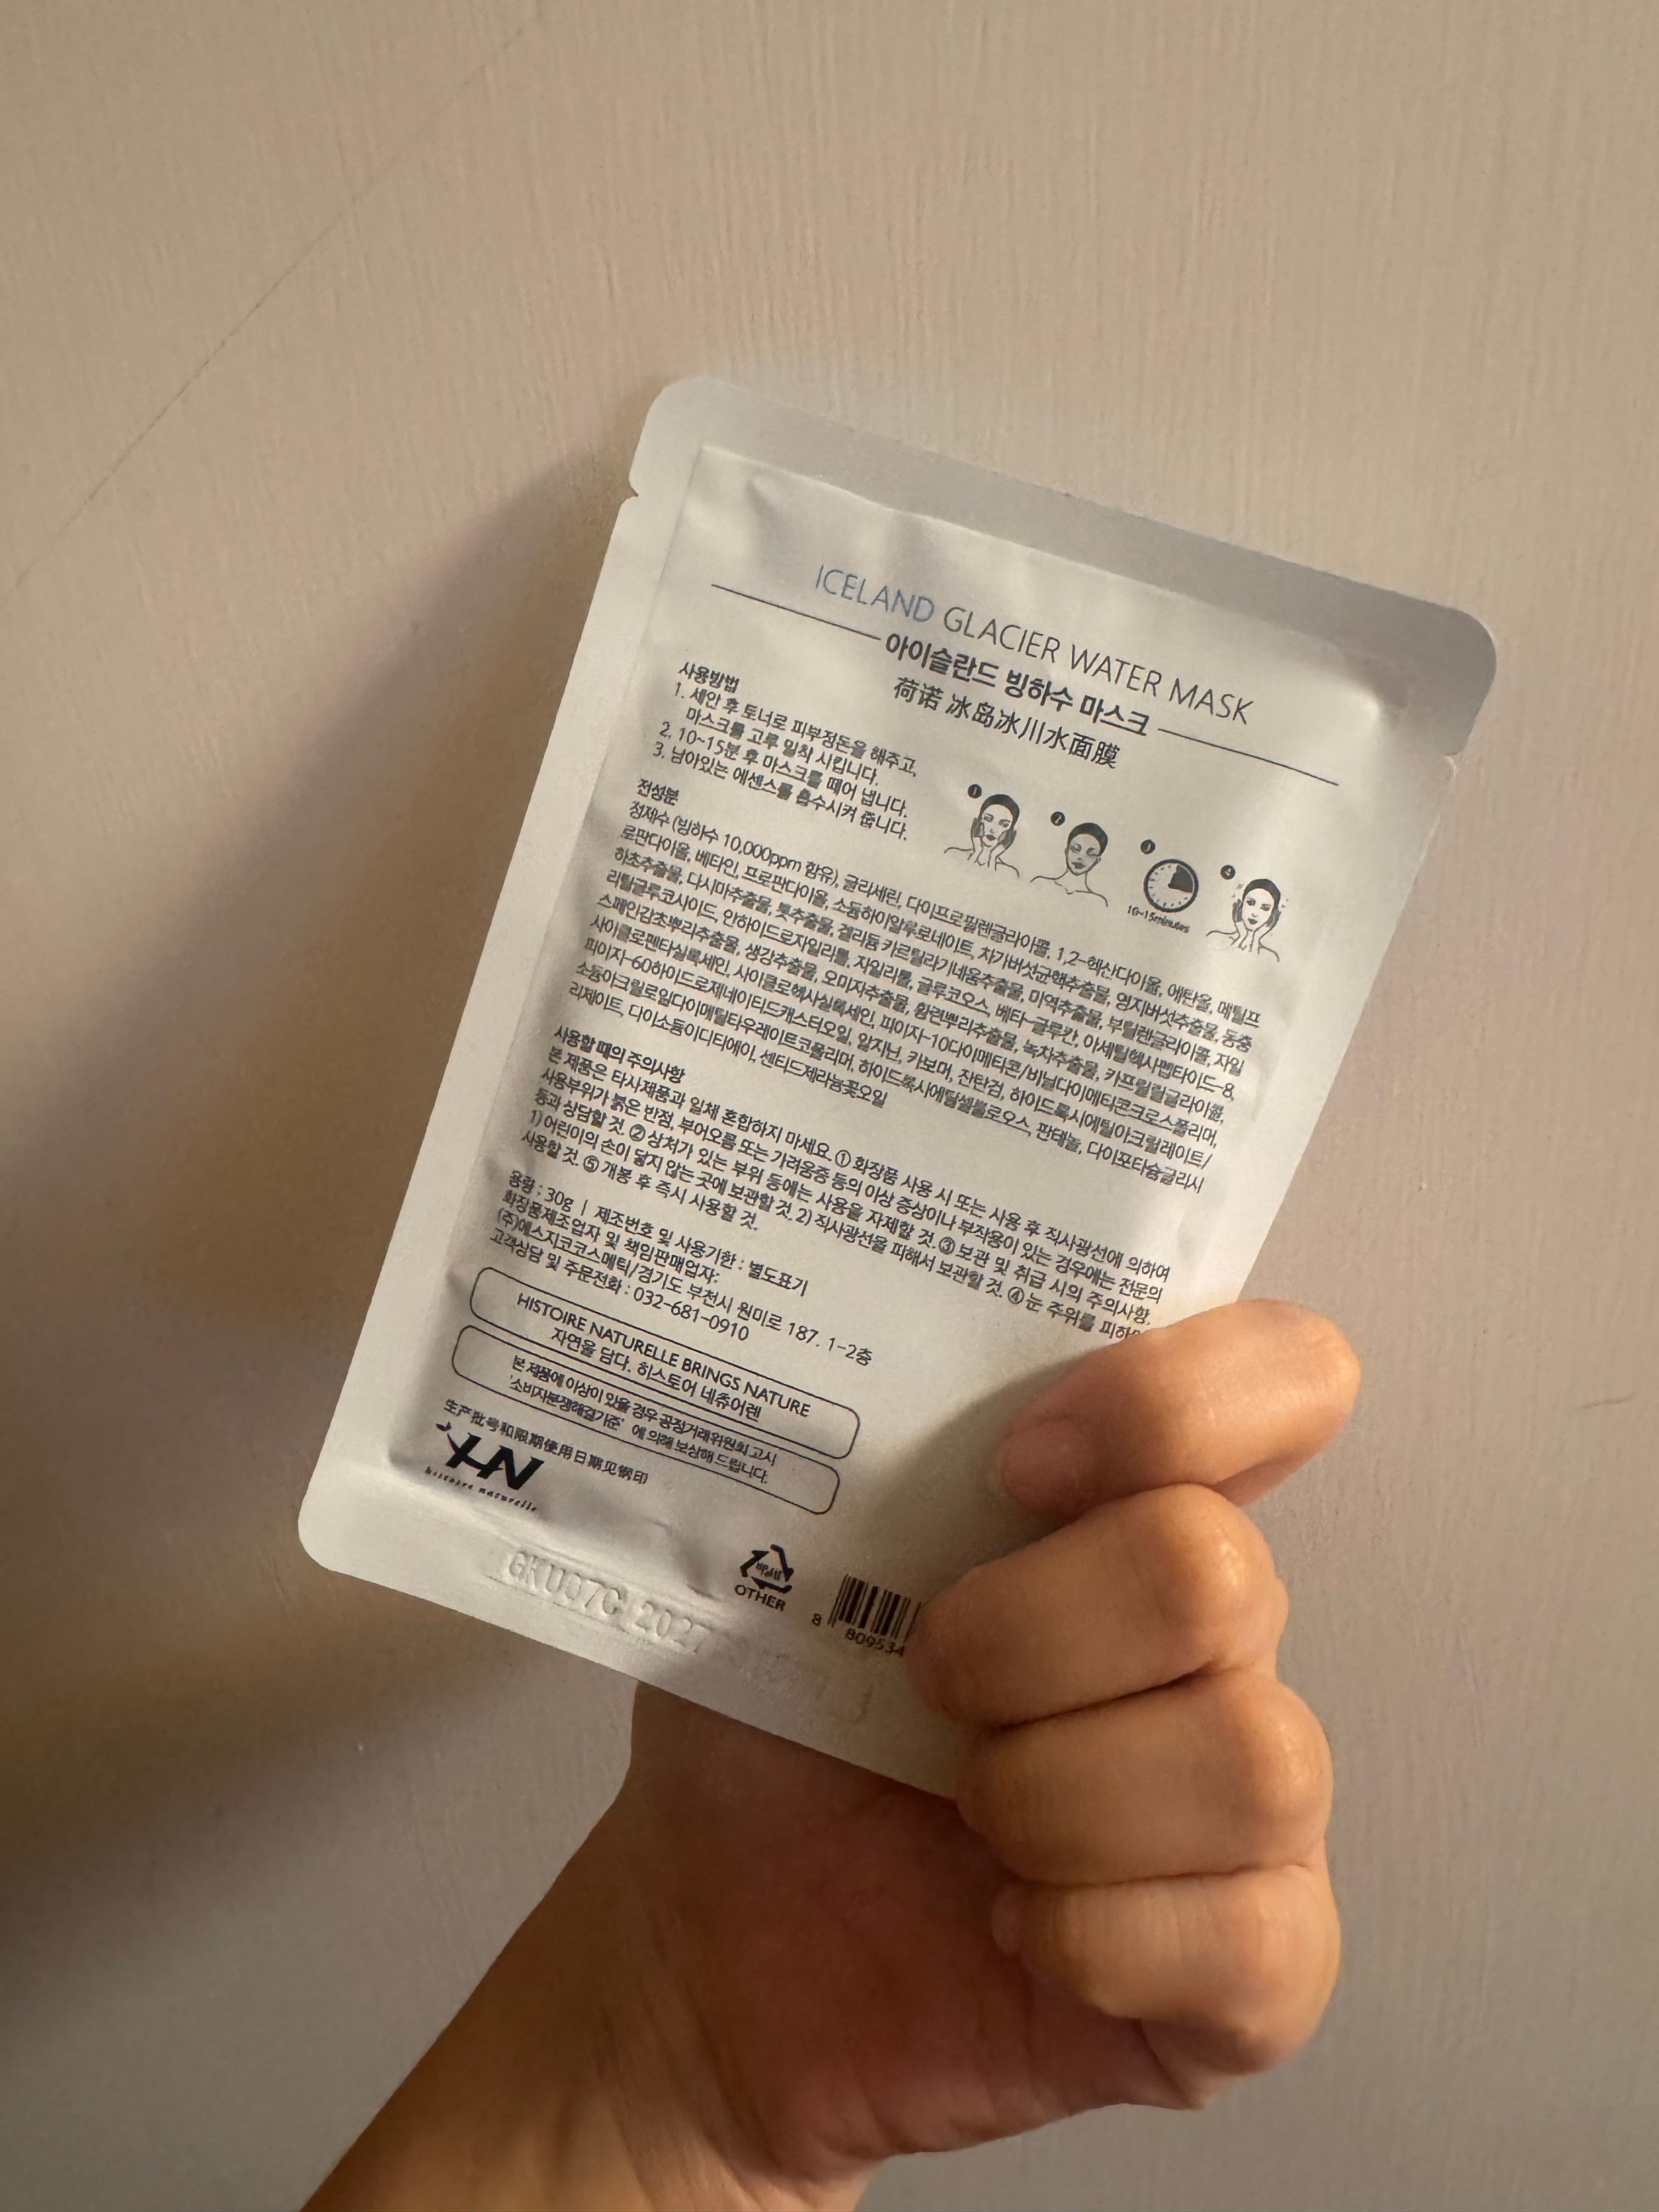 ICELAND GLACIER WATER MASK
아이슬란드 빙하수 마스크
荷诺 冰岛冰川水面膜
사용방법
1. 세안 후 토너로 피부정돈을 해주고,
마스크를 고루 밀착 시킵니다.
2. 10~15분 후 마스크를 떼어 냅니다.
3. 남아있는 에센스를 흡수시켜 줍니다.
1
2
3
10~15minutes
4
전성분
정제수 (빙하수 10,000ppm 함유), 글리세린, 다이프로필렌글라이콜, 1,2-헥산다이올, 에탄올, 메틸프
로판다이올, 베타인, 프로판다이올, 소듐하이알루로네이트, 차가버섯균핵추출물, 영지버섯추출물, 동충
하초추출물, 다시마추출물, 톳추출물, 겔리듐 카르틸라기네움추출물, 미역추출물, 부틸렌글라이콜, 자일
리틸글루코사이드, 안하이드로자일리톨, 자일리톨, 글루코오스, 베타-글루칸, 아세틸헥사펩타이드-8,
스페인감초뿌리추출물, 생강추출물, 오미자추출물, 황련뿌리추출물, 녹차추출물, 카프릴릴글라이콜,
사이클로펜타실록세인, 사이클로헥사실록세인, 피이지-10다이메티콘/비닐다이메티콘크로스폴리머,
피이지-60하이드로제네이티드캐스터오일, 알지닌, 카보머, 잔탄검, 하이드록시에틸아크릴레이트/
소듐아크릴로일다이메틸타우레이트코폴리머, 하이드록시에틸셀룰로오스, 판테놀, 다이포타슘글리시
리제이트, 다이소듐이디티에이, 센티드제라늄꽃오일
사용할 때의 주의사항
본 제품은 타사제품과 일체 혼합하지 마세요. ① 화장품 사용 시 또는 사용 후 직사광선에 의하여
사용부위가 붉은 반점, 부어오름 또는 가려움증 등의 이상 증상이나 부작용이 있는 경우에는 전문의
등과 상담할 것. ② 상처가 있는 부위 등에는 사용을 자제할 것. ③ 보관 및 취급 시의 주의사항.
1) 어린이의 손이 닿지 않는 곳에 보관할 것. 2) 직사광선을 피해서 보관할 것. ④ 눈 주위를 피하
사용할 것. ⑤ 개봉 후 즉시 사용할 것.
용량 : 30g | 제조번호 및 사용기한 : 별도표기
화장품제조업자 및 책임판매업자:
(주)에스지코코스메틱/경기도 부천시 원미로 187. 1-2층
고객상담 및 주문전화 : 032-681-0910
HISTOIRE NATURELLE BRINGS NATURE
자연을 담다. 히스토어 네츄어렌
본 제품에 이상이 있을 경우 공정거래위원회 고시
'소비자분쟁해결기준' 에 의해 보상해 드립니다.
生产批号和限期使用日期见钢印
HN
histoire naturelle
OTHER
8 809534
GKU07C 2027